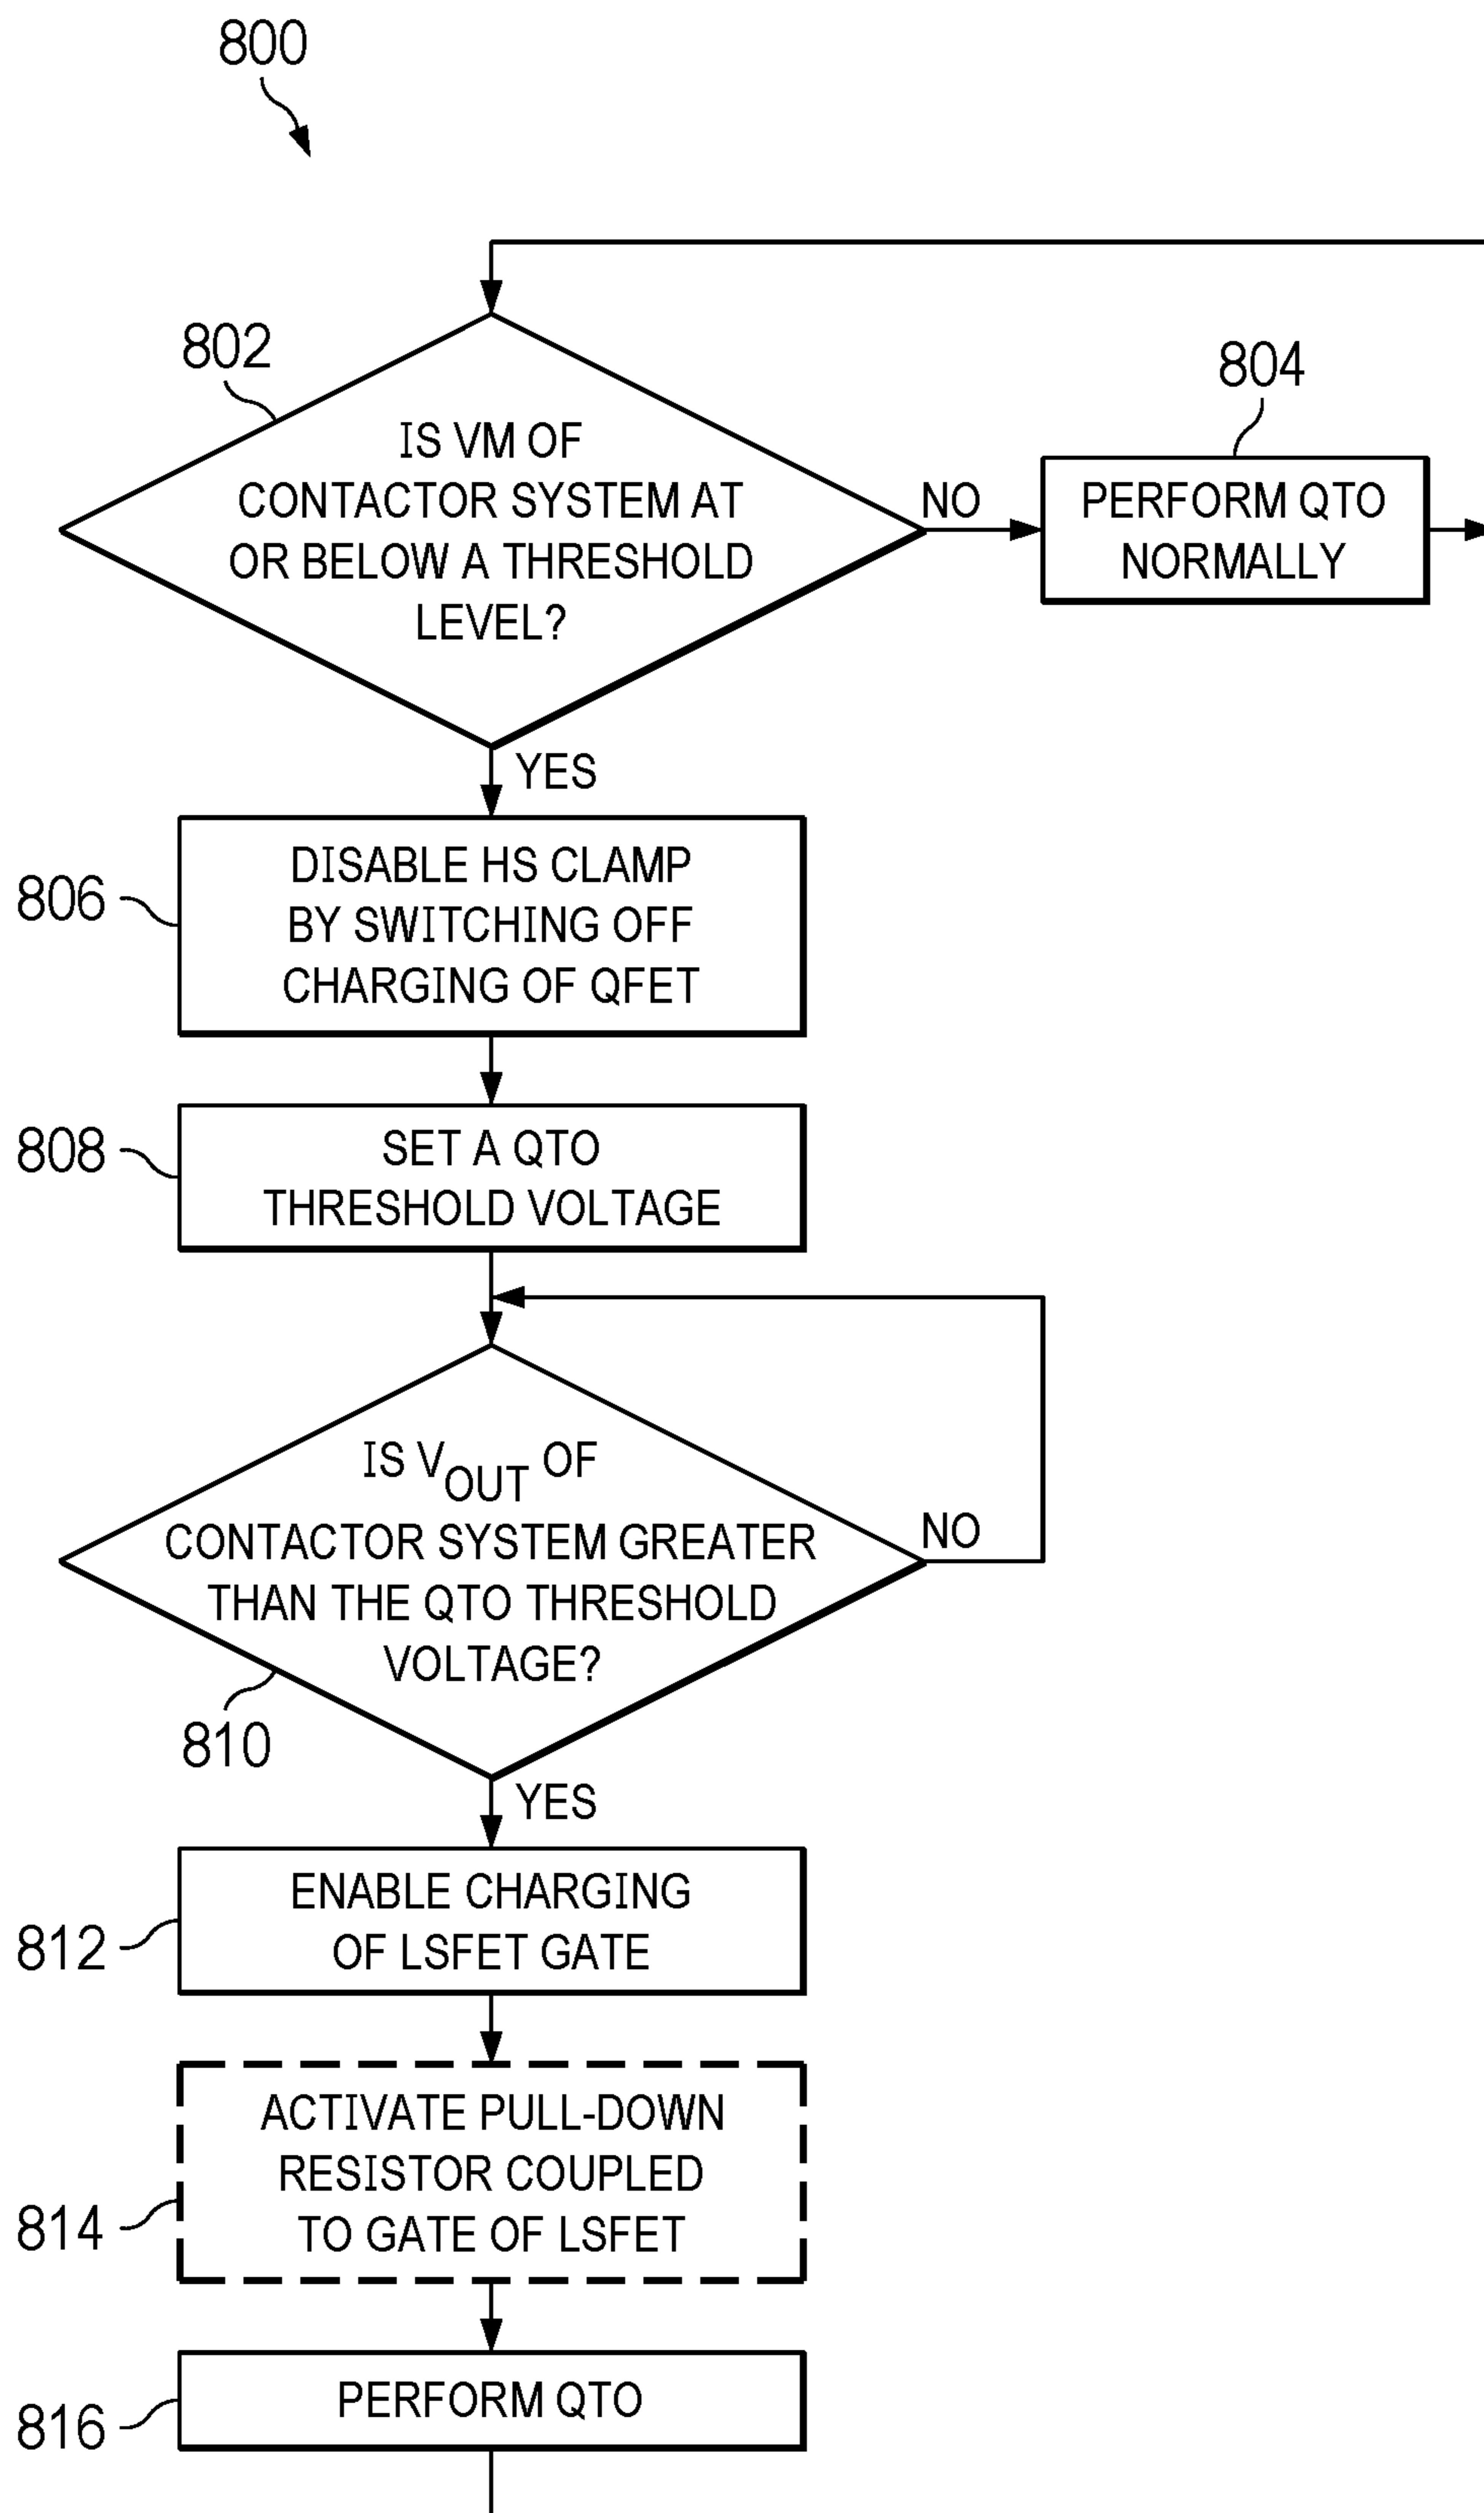 800
802
IS VM OF
CONTACTOR SYSTEM AT
OR BELOW A THRESHOLD
LEVEL?
NO
804
PERFORM QTO
NORMALLY
YES
806
DISABLE HS CLAMP
BY SWITCHING OFF
CHARGING OF QFET
808
SET A QTO
THRESHOLD VOLTAGE
IS VOUT OF
CONTACTOR SYSTEM GREATER
THAN THE QTO THRESHOLD
VOLTAGE?
NO
810
YES
812
ENABLE CHARGING
OF LSFET GATE
814
ACTIVATE PULL-DOWN
RESISTOR COUPLED
TO GATE OF LSFET
816
PERFORM QTO